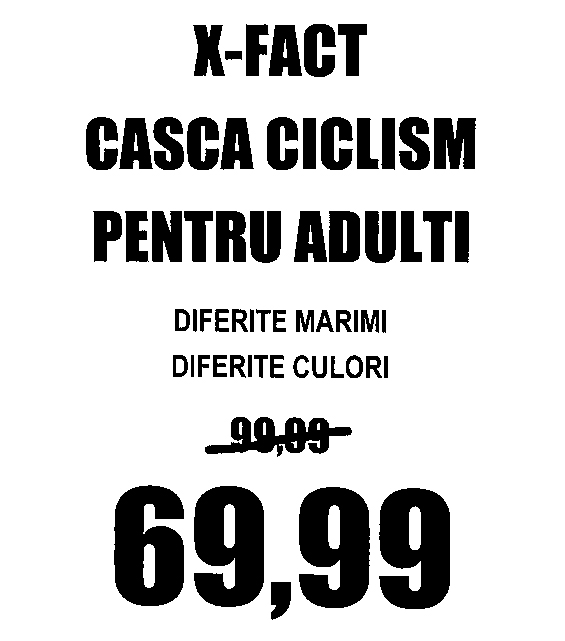 X-FACT
CASCA CICLISM
PENTRU ADULTI
DIFERITE MARIMI
DIFERITE CULORI
99,99
69,99